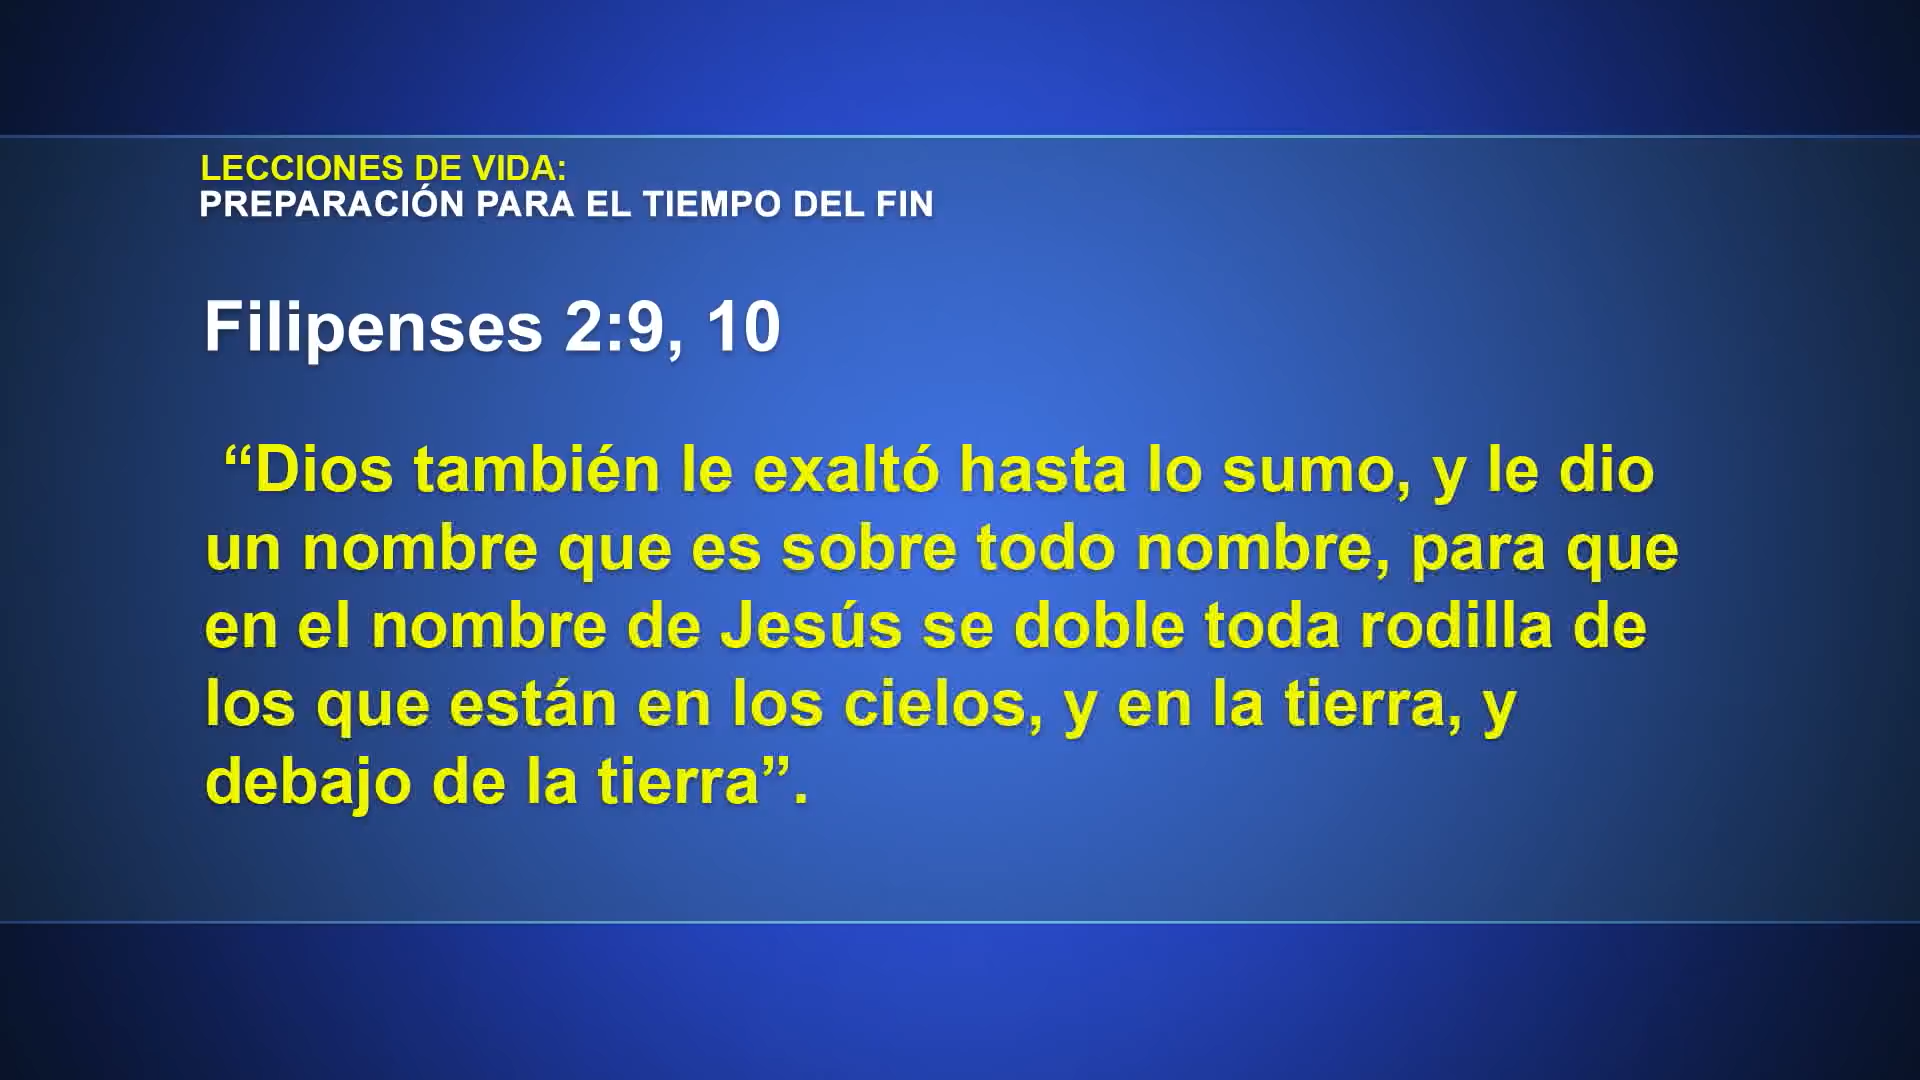 LECCIONES DE VIDA:
PREPARACIÓN PARA EL TIEMPO DEL FIN
Filipenses 2:9, 10
“Dios también le exaltó hasta lo sumo, y le dio
un nombre que es sobre todo nombre, para que
en el nombre de Jesús se doble toda rodilla de
los que están en los cielos, y en la tierra, y
debajo de la tierra”.